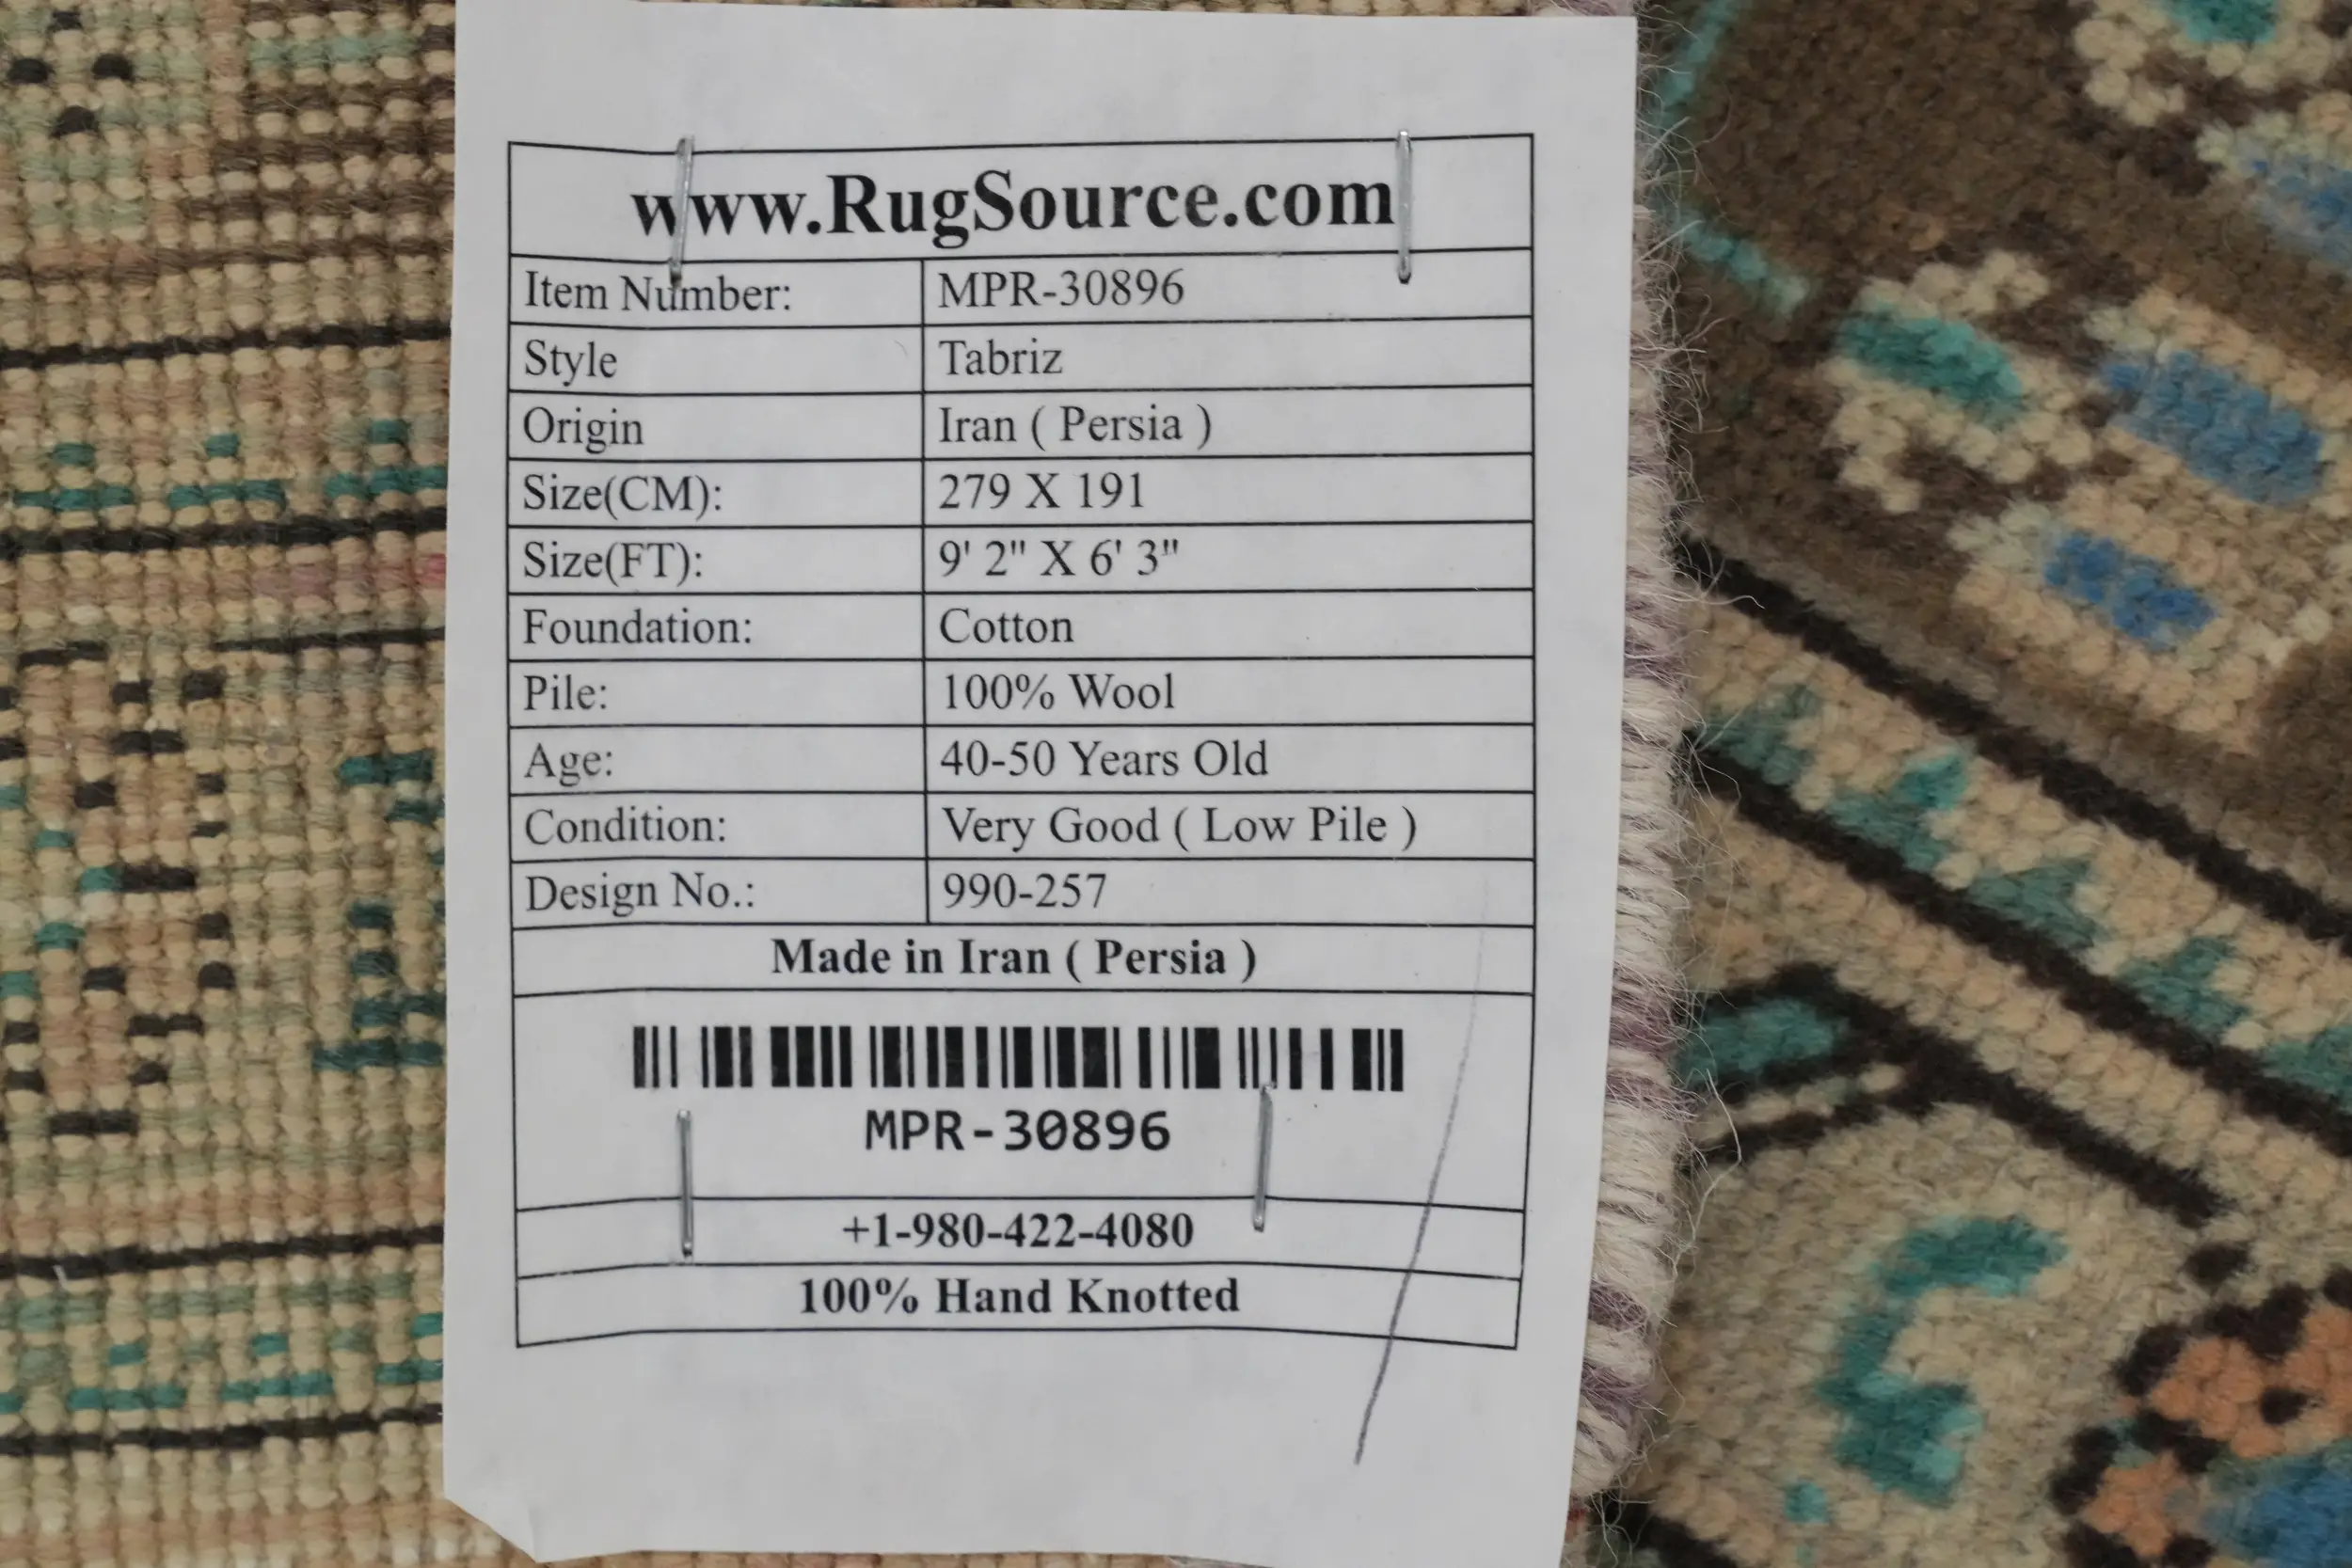 www.RugSource.com
Item Number: MPR-30896
Style Tabriz
Origin Iran ( Persia )
Size(CM): 279 X 191
Size(FT): 9' 2" X 6' 3"
Foundation: Cotton
Pile: 100% Wool
Age: 40-50 Years Old
Condition: Very Good ( Low Pile )
Design No.: 990-257
Made in Iran ( Persia )
MPR-30896
+1-980-422-4080
100% Hand Knotted